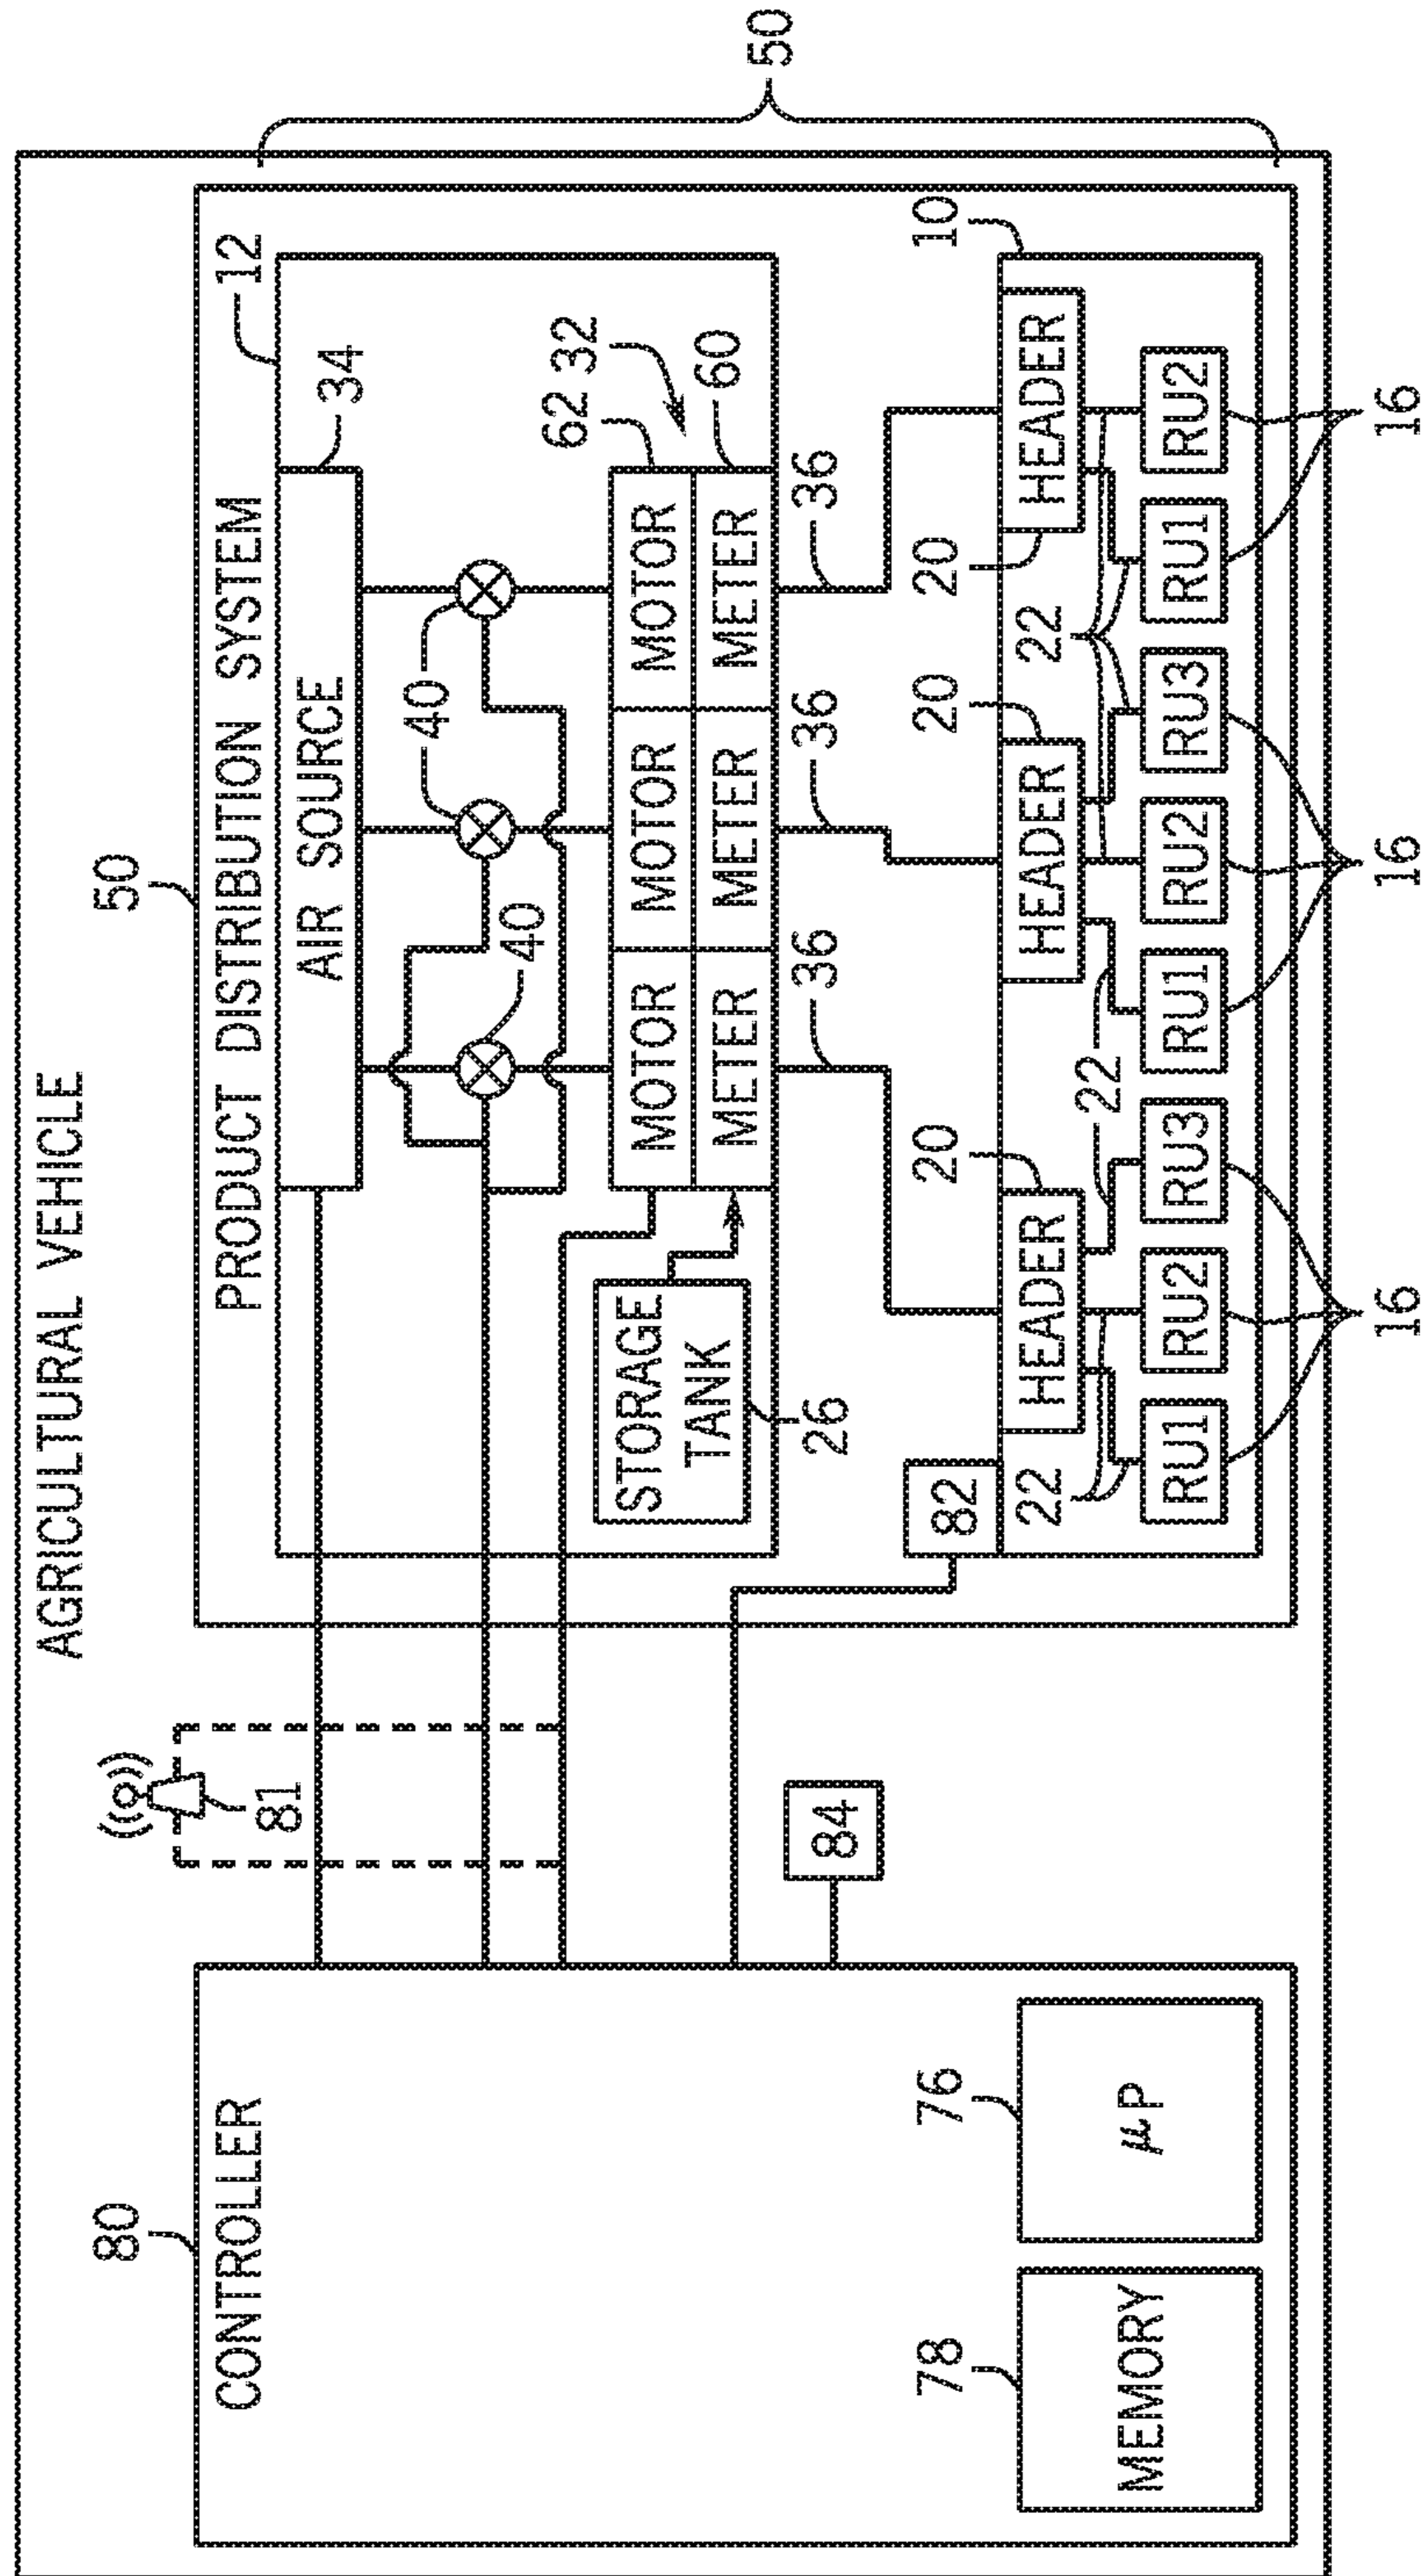 AGRICULTURAL VEHICLE
80
CONTROLLER
78
MEMORY
76
µP
81
84
50
PRODUCT DISTRIBUTION SYSTEM
12
AIR SOURCE
34
40
40
62
32
60
MOTOR
MOTOR
MOTOR
METER
METER
METER
STORAGE
TANK
26
36
36
36
82
20
20
20
10
HEADER
HEADER
HEADER
22
22
22
RU1
RU2
RU3
RU1
RU2
RU3
RU1
RU2
16
16
16
50